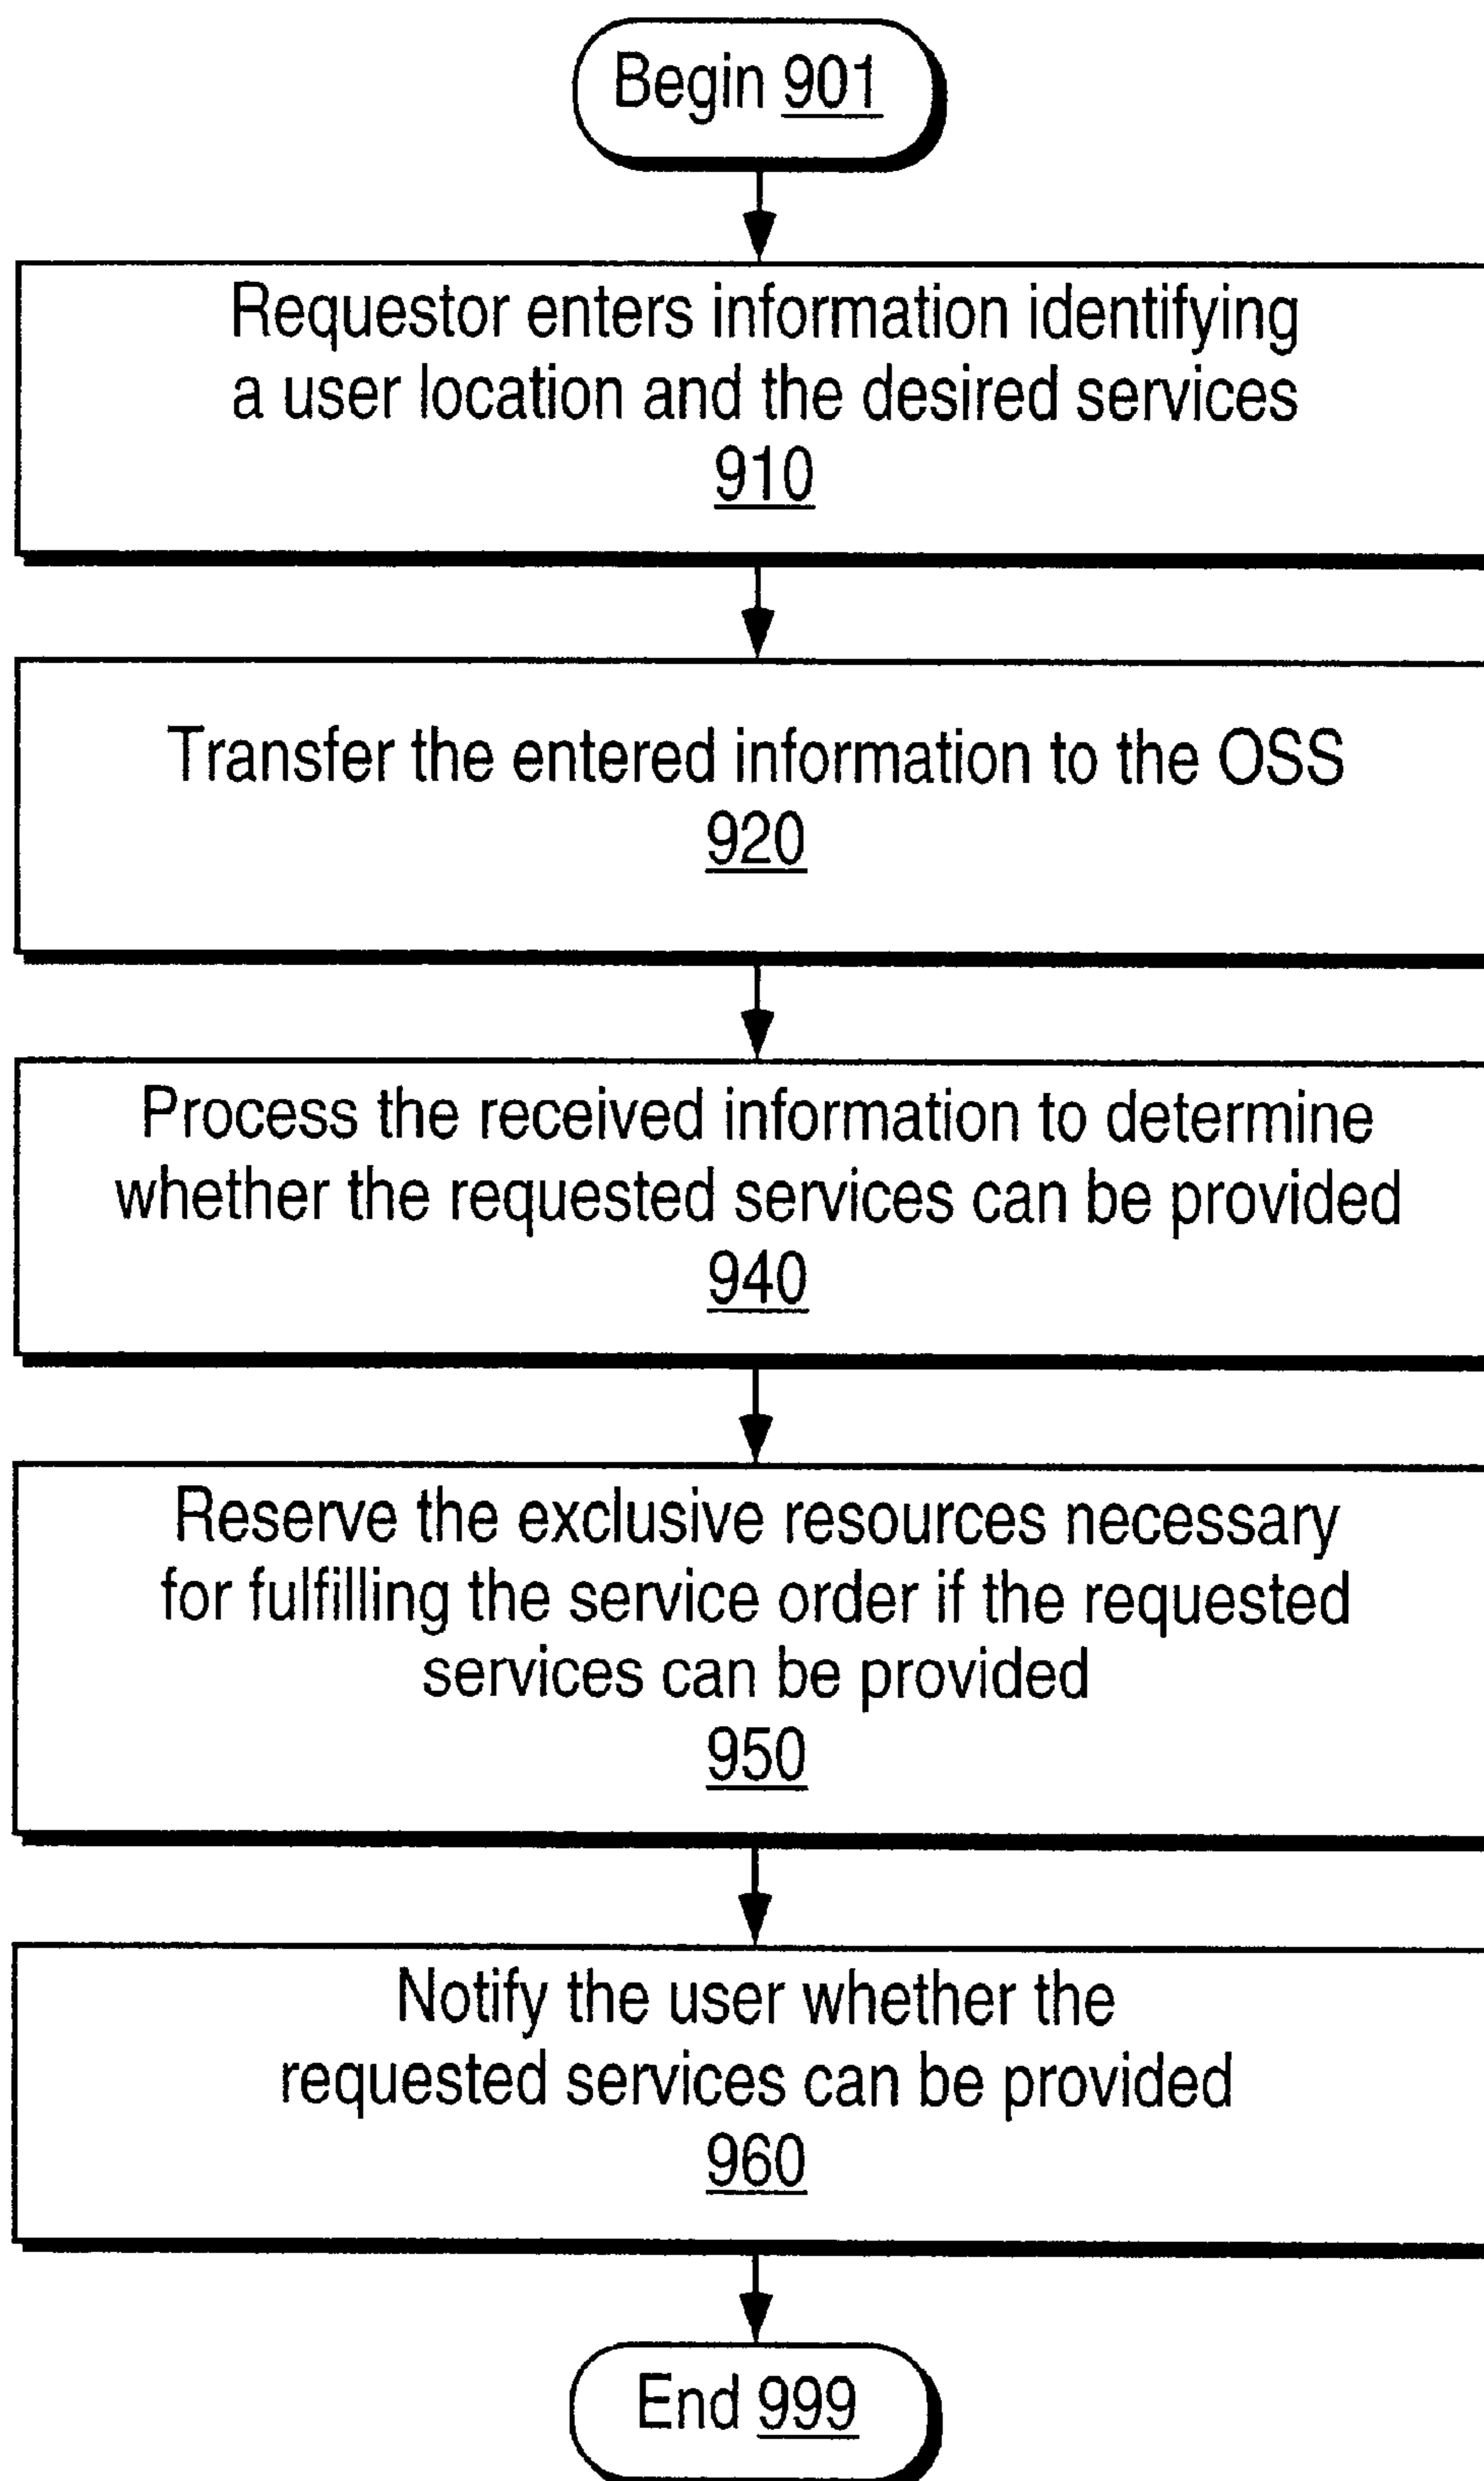 Begin 901
Requestor enters information identifying
a user location and the desired services
910
Transfer the entered information to the OSS
920
Process the received information to determine
whether the requested services can be provided
940
Reserve the exclusive resources necessary
for fulfilling the service order if the requested
services can be provided
950
Notify the user whether the
requested services can be provided
960
End 999